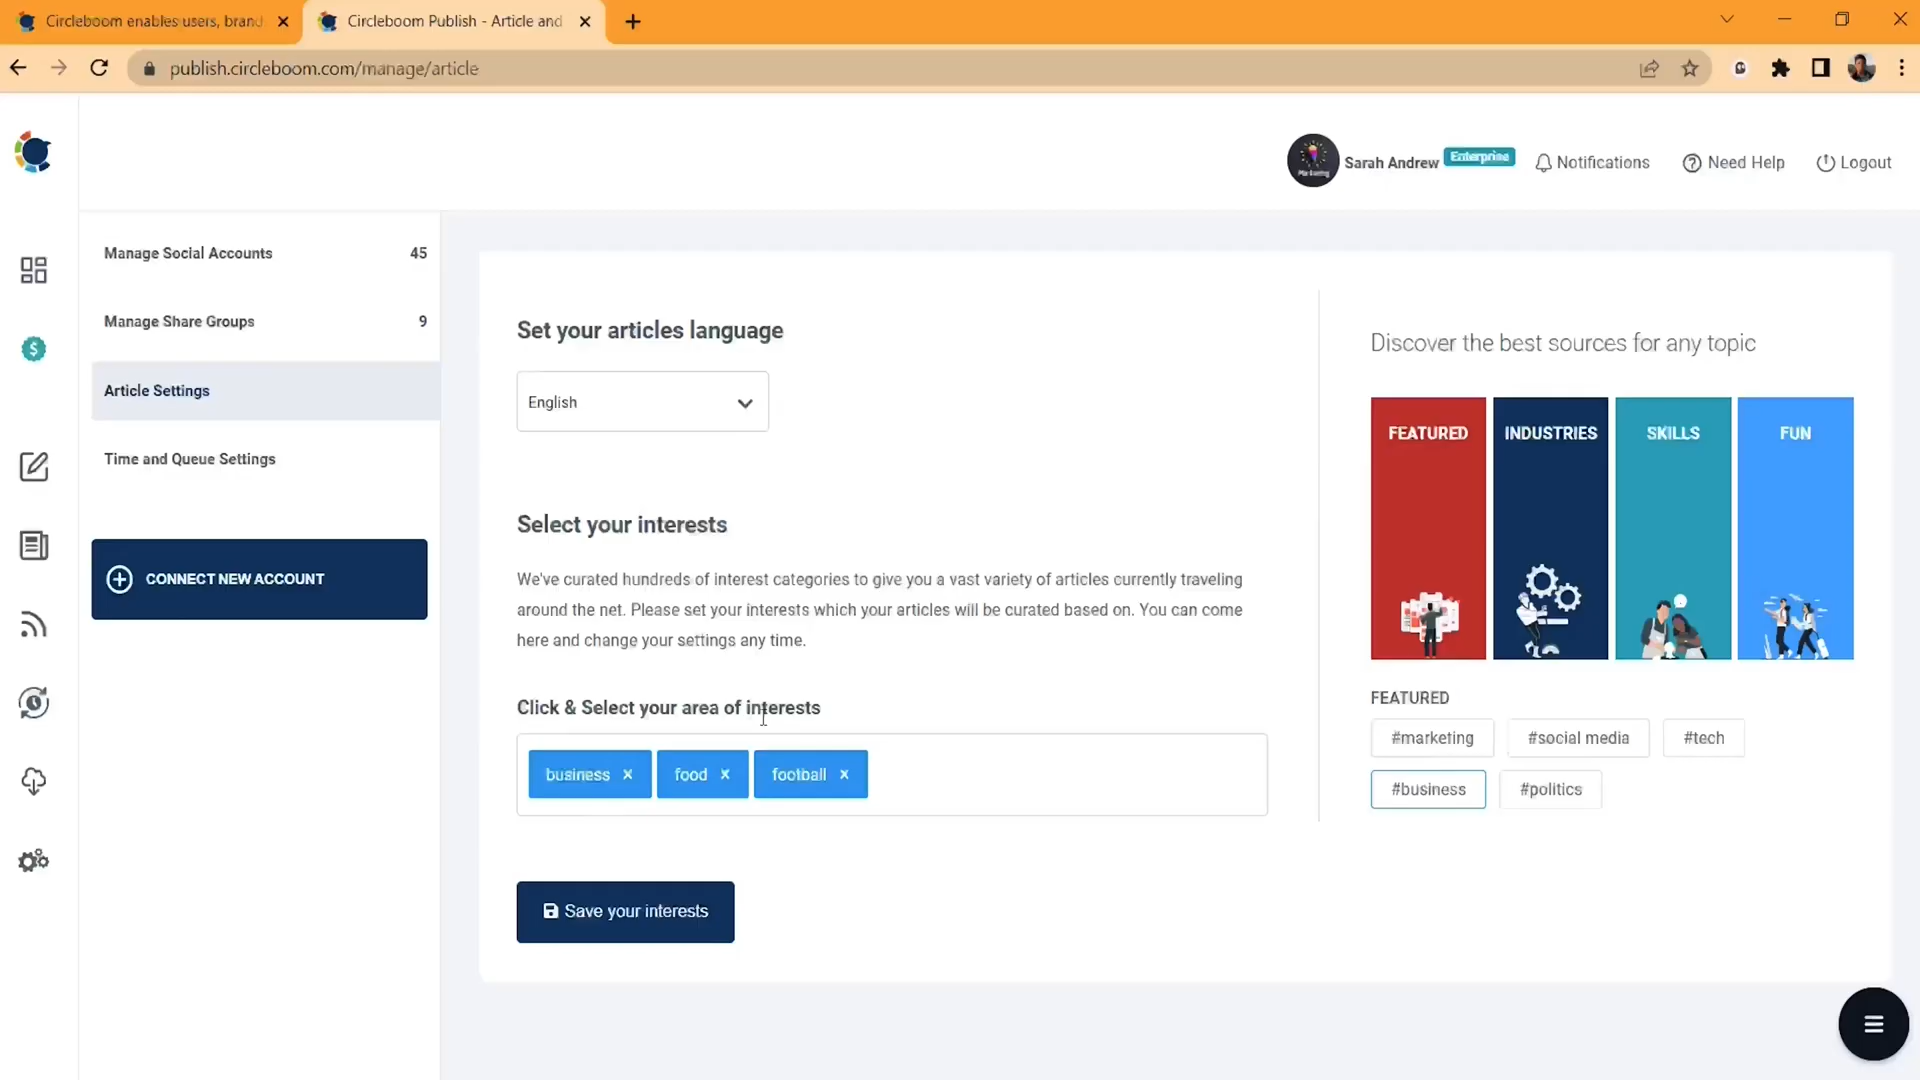 Circleboom enables users, brand
Circleboom Publish - Article and
publish.circleboom.com/manage/article
Sarah Andrew
Enterprise
Notifications
Need Help
Logout
Manage Social Accounts 45
Manage Share Groups 9
Article Settings
Time and Queue Settings
CONNECT NEW ACCOUNT
Set your articles language
English
Select your interests
We've curated hundreds of interest categories to give you a vast variety of articles currently traveling
around the net. Please set your interests which your articles will be curated based on. You can come
here and change your settings any time.
Click & Select your area of interests
business × food × football ×
Save your interests
Discover the best sources for any topic
FEATURED INDUSTRIES SKILLS FUN
FEATURED
#marketing #social media #tech
#business #politics